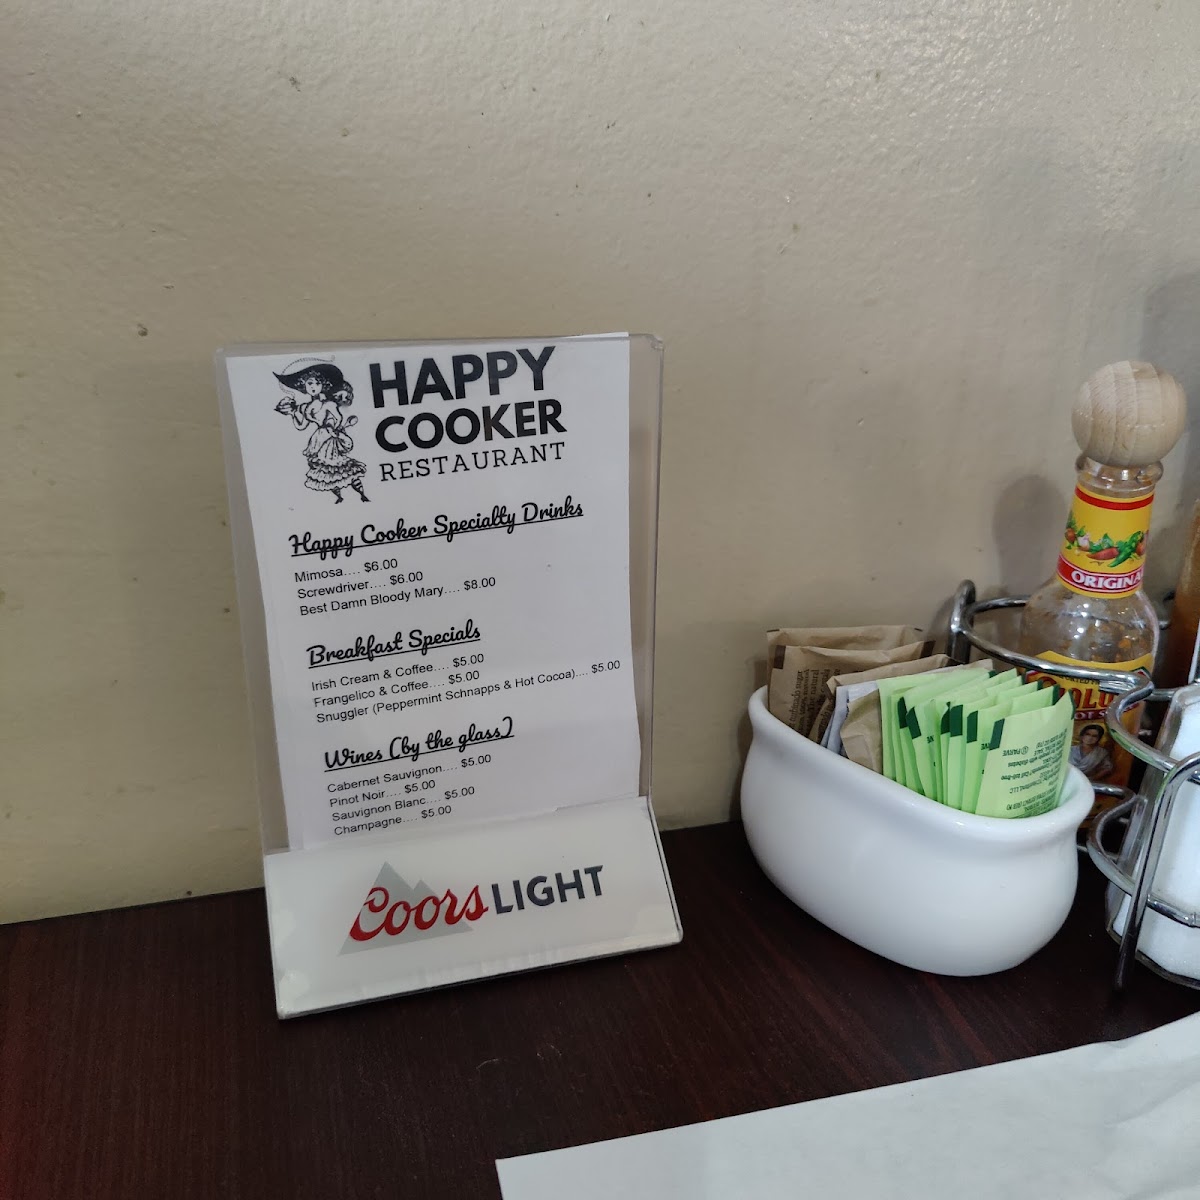 HAPPY
COOKER
RESTAURANT
Happy Cooker Specialty Drinks
Mimosa.... $6.00
Screwdriver.... $6.00
Best Damn Bloody Mary.... $8.00
Breakfast Specials
Irish Cream & Coffee.... $5.00
Frangelico & Coffee.... $5.00
Snuggler (Peppermint Schnapps & Hot Cocoa).... $5.00
Wines (by the glass)
Cabernet Sauvignon.... $5.00
Pinot Noir.... $5.00
Sauvignon Blanc.... $5.00
Champagne.... $5.00
Coors LIGHT
ORIGINA
PARVE